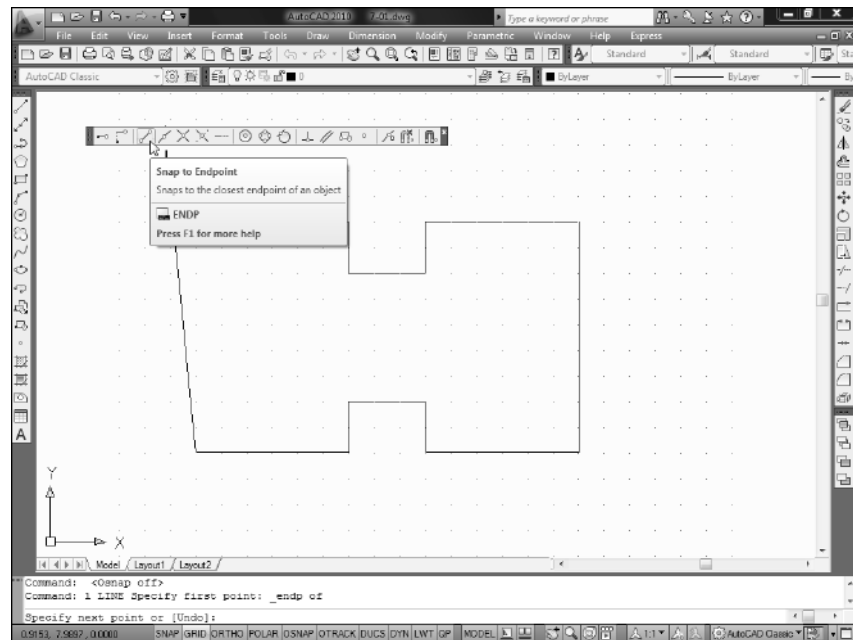 AutoCAD 2010 7-01.dwg Type a keyword or phrase
File Edit View Insert Format Tools Draw Dimension Modify Parametric Window Help Express
Standard Standard
AutoCAD Classic 0 ByLayer ByLayer
Snap to Endpoint
Snaps to the closest endpoint of an object
ENDP
Press F1 for more help
Y
X
Model Layout1 Layout2
Command: <Osnap off>
Command: l LINE Specify first point: _endp of
Specify next point or [Undo]:
0.9153, 7.9897, 0.0000 SNAP GRID ORTHO POLAR OSNAP OTRACK DUCS DYN LWT QP MODEL 1:1 AutoCAD Classic